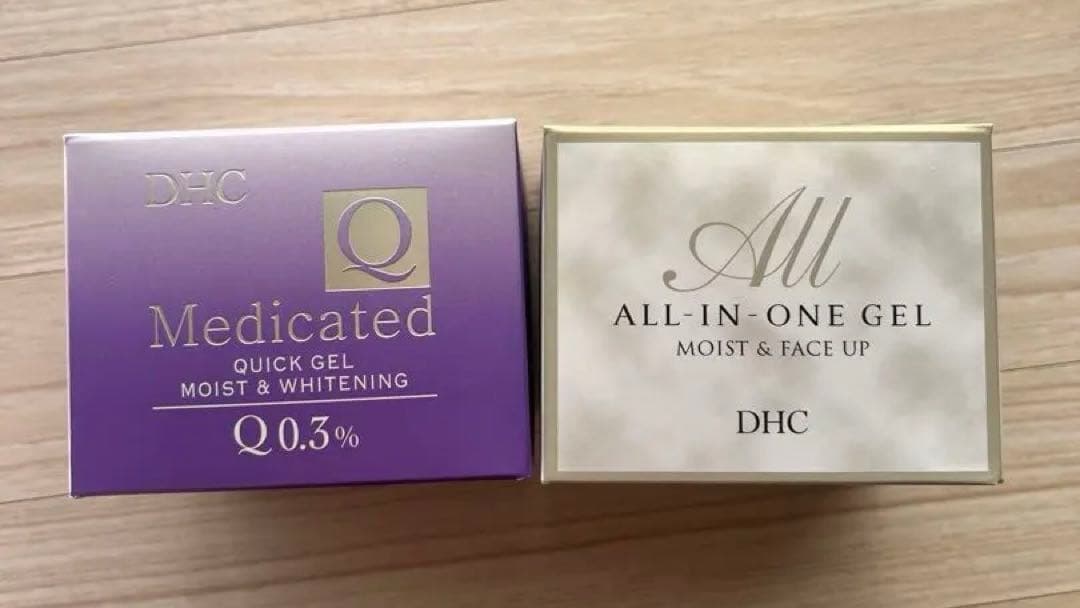 DHC
Q
Medicated
QUICK GEL
MOIST & WHITENING
Q 0.3%
All
ALL-IN-ONE GEL
MOIST & FACE UP
DHC